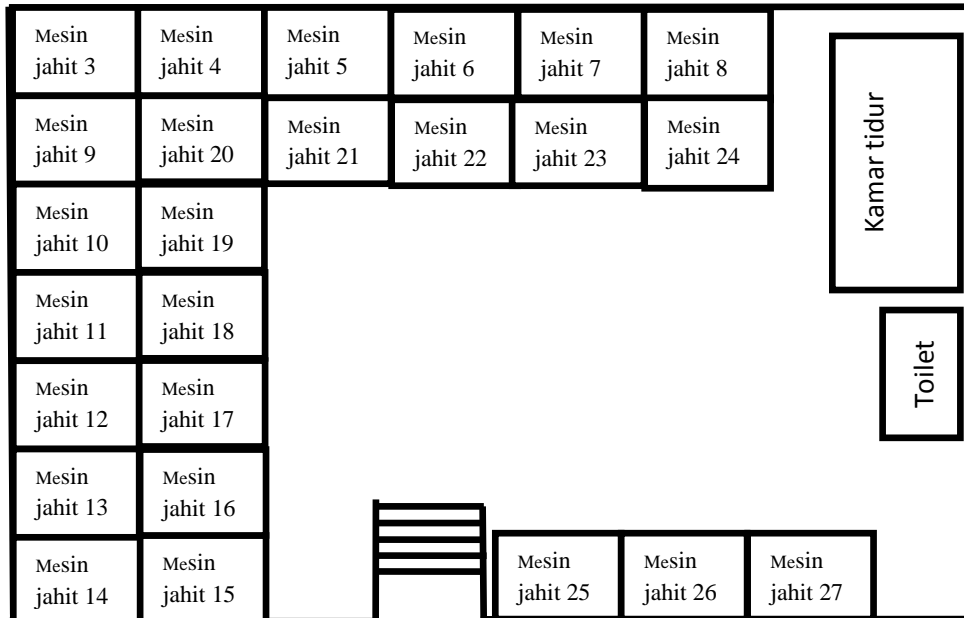 Mesin
jahit 3
Mesin
jahit 4
Mesin
jahit 5
Mesin
jahit 6
Mesin
jahit 7
Mesin
jahit 8
Kamar tidur
Mesin
jahit 9
Mesin
jahit 20
Mesin
jahit 21
Mesin
jahit 22
Mesin
jahit 23
Mesin
jahit 24
Mesin
jahit 10
Mesin
jahit 19
Mesin
jahit 11
Mesin
jahit 18
Toilet
Mesin
jahit 12
Mesin
jahit 17
Mesin
jahit 13
Mesin
jahit 16
Mesin
jahit 14
Mesin
jahit 15
Mesin
jahit 25
Mesin
jahit 26
Mesin
jahit 27